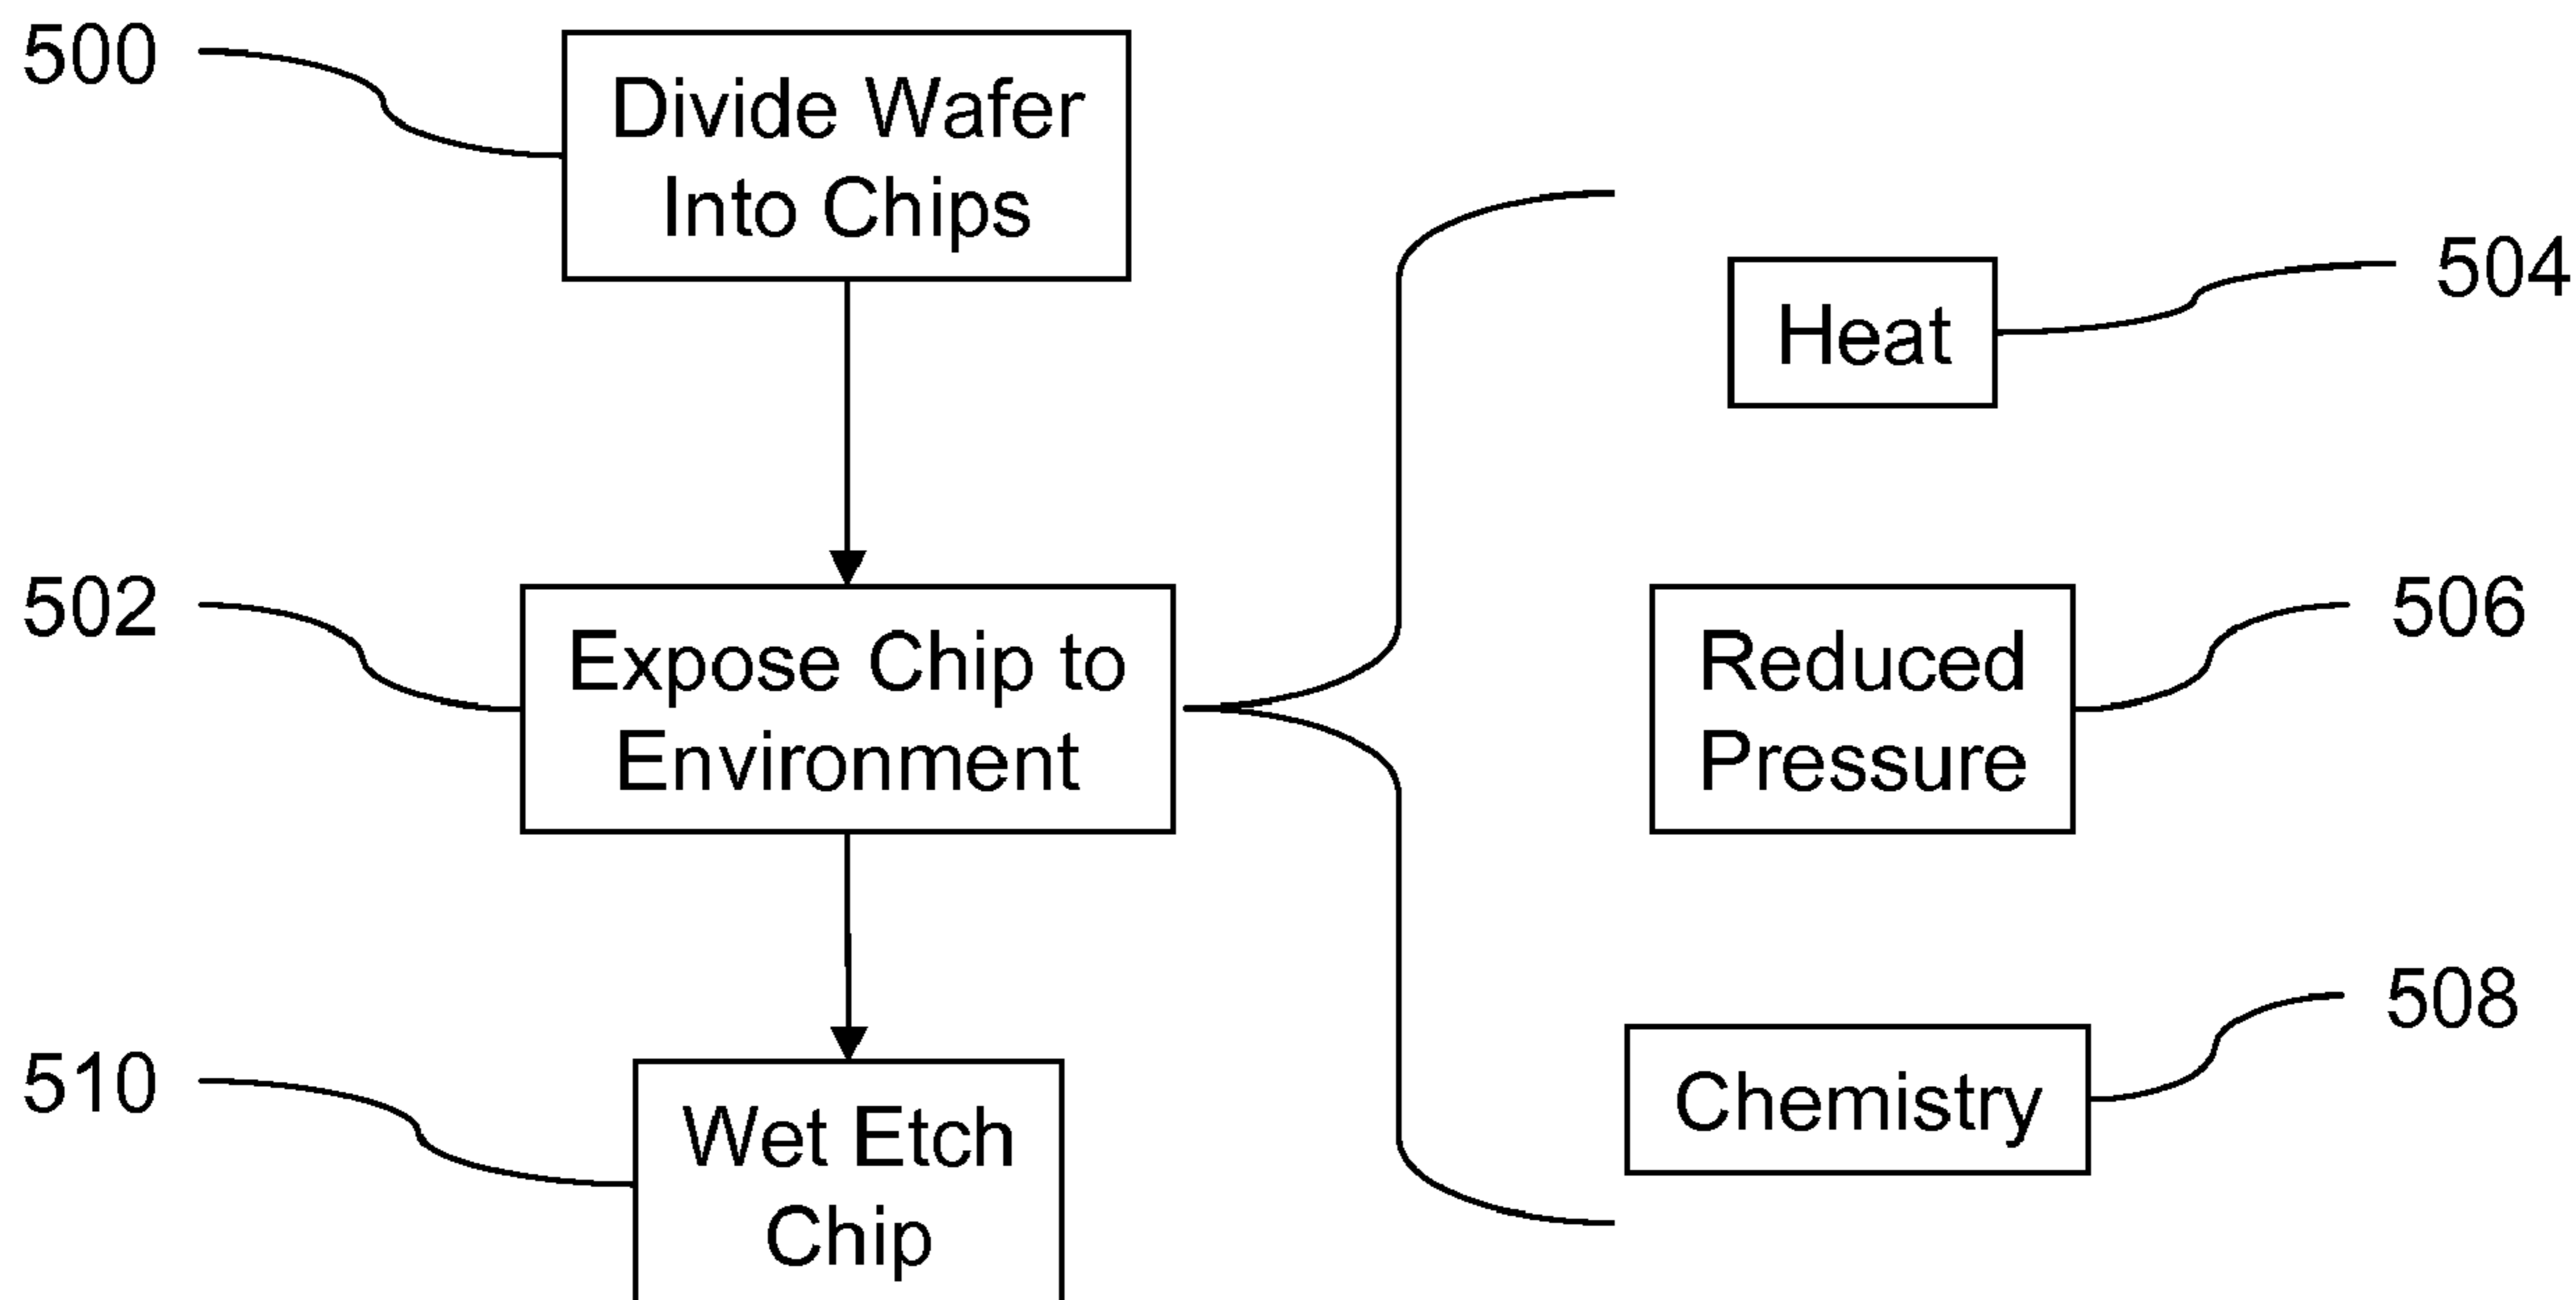 500
Divide Wafer
Into Chips
Heat
504
502
Expose Chip to
Environment
Reduced
Pressure
506
510
Wet Etch
Chip
Chemistry
508